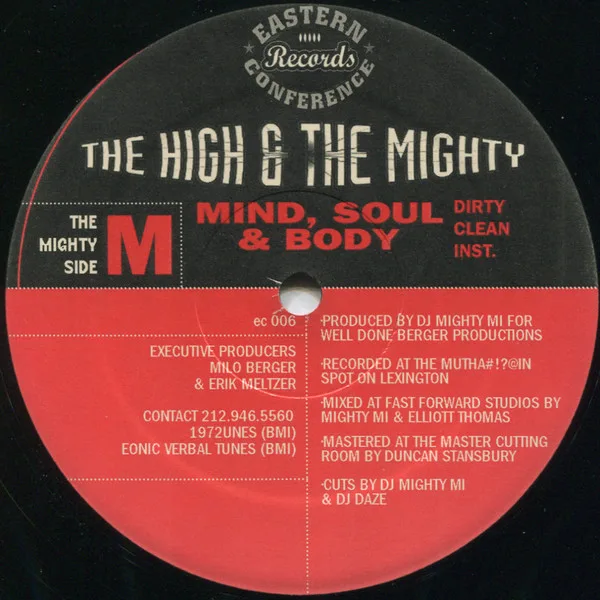 EASTERN
Records
CONFERENCE
THE HIGH & THE MIGHTY
THE
MIGHTY
SIDE
M
MIND, SOUL
& BODY
DIRTY
CLEAN
INST.
ec 006
EXECUTIVE PRODUCERS
MILO BERGER
& ERIK MELTZER
CONTACT 212.946.5560
1972UNES (BMI)
EONIC VERBAL TUNES (BMI)
·PRODUCED BY DJ MIGHTY MI FOR
WELL DONE BERGER PRODUCTIONS
·RECORDED AT THE MUTHA#!?@IN
SPOT ON LEXINGTON
·MIXED AT FAST FORWARD STUDIOS BY
MIGHTY MI & ELLIOTT THOMAS
·MASTERED AT THE MASTER CUTTING
ROOM BY DUNCAN STANSBURY
·CUTS BY DJ MIGHTY MI
& DJ DAZE